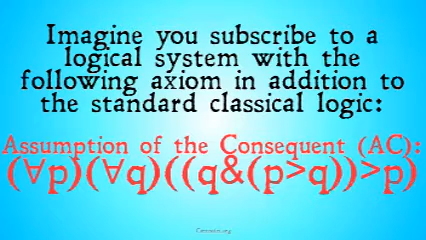 Imagine you subscribe to a
logical system with the
following axiom in addition to
the standard classical logic:
Assumption of the Consequent (AC):
(∀p)(∀q)((q&(p>q))>p)